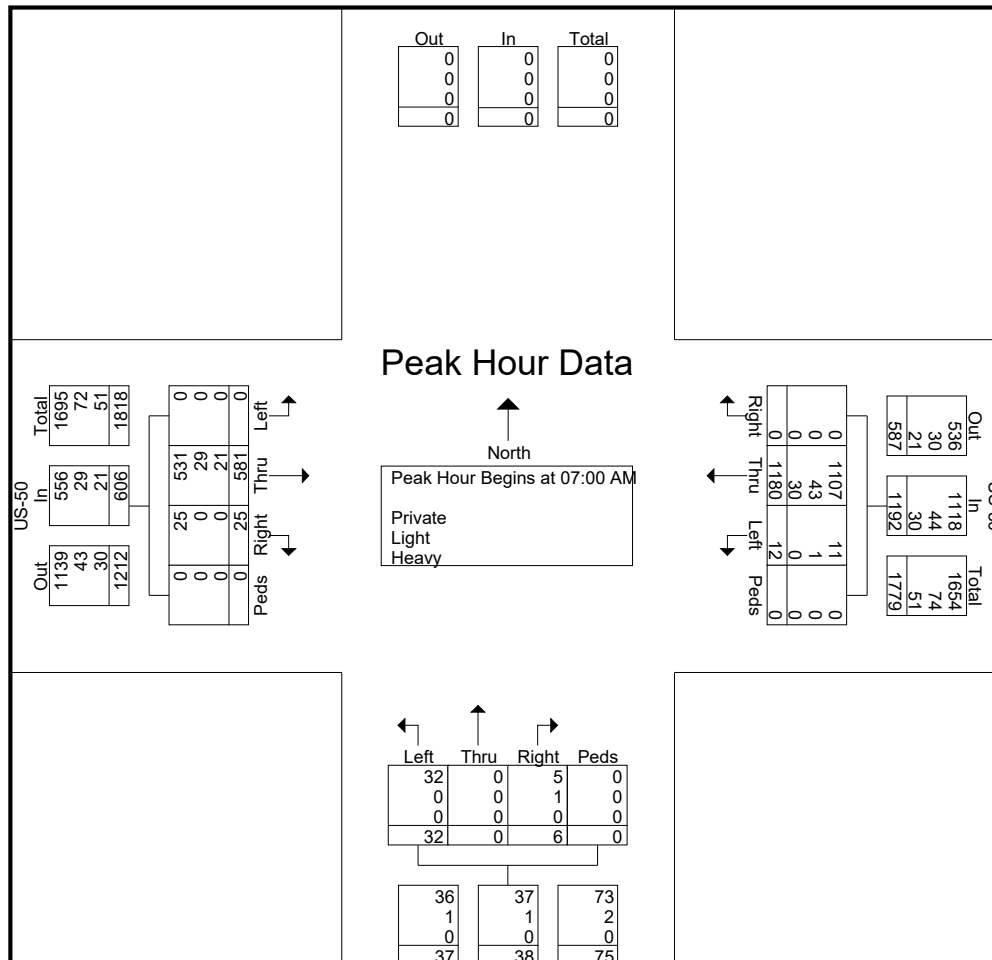 Out In Total
0 0 0
0 0 0
0 0 0
0 0 0
Peak Hour Data
North
Peak Hour Begins at 07:00 AM
Private
Light
Heavy
US-50
Out In Total
1139 556 1695
43 29 72
30 21 51
1212 606 1818
0 531 25 0
0 29 0 0
0 21 0 0
0 581 25 0
Left Thru Right Peds
Out In Total
536 1118 1654
30 44 74
21 30 51
587 1192 1779
0 1107 11 0
0 43 1 0
0 30 0 0
0 1180 12 0
Right Thru Left Peds
Left Thru Right Peds
32 0 5 0
0 0 1 0
0 0 0 0
32 0 6 0
36 37 73
1 1 2
0 0 0
37 38 75